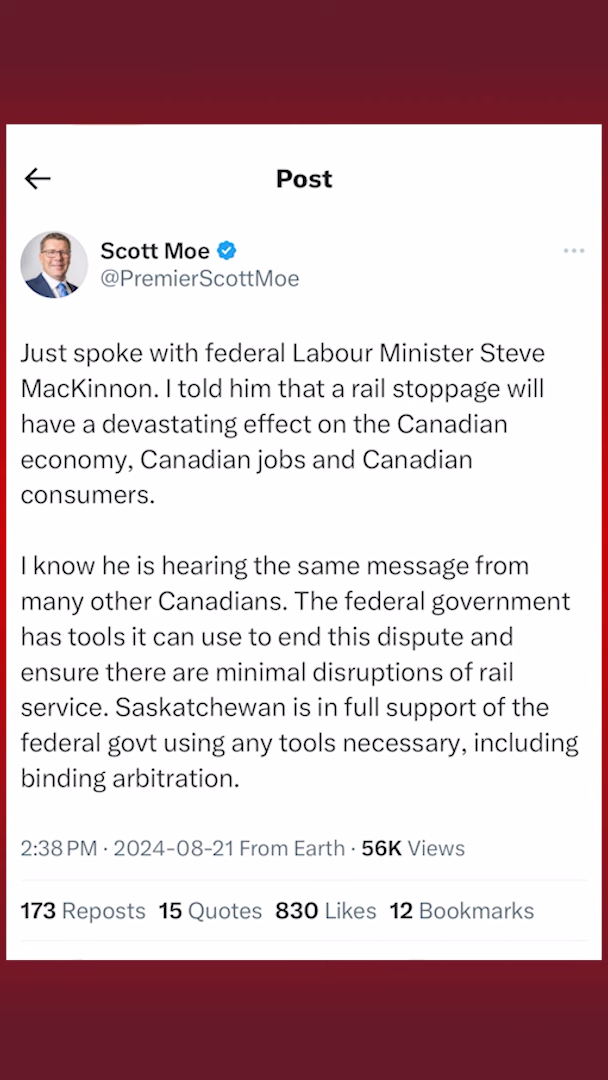 Post
Scott Moe
@PremierScottMoe
Just spoke with federal Labour Minister Steve
MacKinnon. I told him that a rail stoppage will
have a devastating effect on the Canadian
economy, Canadian jobs and Canadian
consumers.
I know he is hearing the same message from
many other Canadians. The federal government
has tools it can use to end this dispute and
ensure there are minimal disruptions of rail
service. Saskatchewan is in full support of the
federal govt using any tools necessary, including
binding arbitration.
2:38 PM · 2024-08-21 From Earth · 56K Views
173 Reposts 15 Quotes 830 Likes 12 Bookmarks